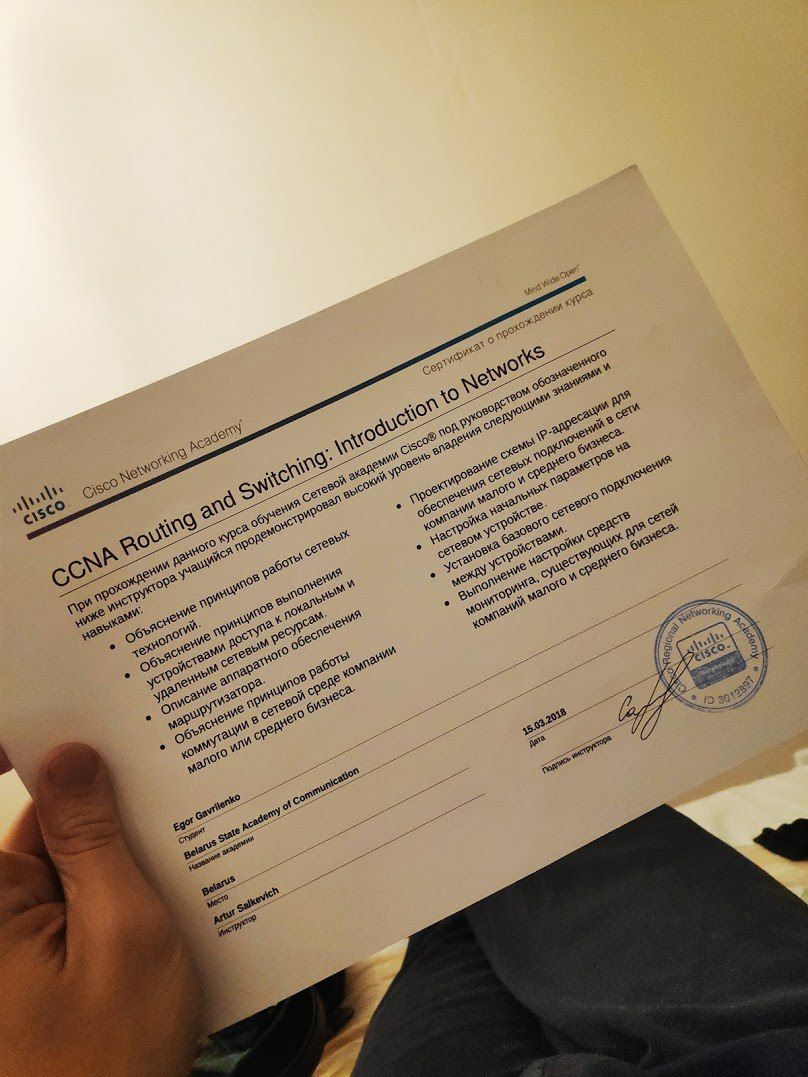 Mind Wide Open™
CISCO
Cisco Networking Academy®
Сертификат о прохождении курса
CCNA Routing and Switching: Introduction to Networks
При прохождении данного курса обучения Сетевой академии Cisco® под руководством обозначенного
ниже инструктора учащийся продемонстрировал высокий уровень владения следующими знаниями и
навыками:
• Объяснение принципов работы сетевых
технологий.
• Объяснение принципов выполнения
устройствами доступа к локальным и
удаленным сетевым ресурсам.
• Описание аппаратного обеспечения
маршрутизатора.
• Объяснение принципов работы
коммутации в сетевой среде компании
малого или среднего бизнеса.
• Проектирование схемы IP-адресации для
обеспечения сетевых подключений в сети
компании малого и среднего бизнеса.
• Настройка начальных параметров на
сетевом устройстве.
• Установка базового сетевого подключения
между устройствами.
• Выполнение настройки средств
мониторинга, существующих для сетей
компаний малого и среднего бизнеса.
Egor Gavrilenko
Студент
Belarus State Academy of Communication
Название академии
Belarus
Место
Artur Salkevich
Инструктор
15.03.2018
Дата
Подпись инструктора
Cisco Regional Networking Academy
CISCO
* ID 3012397 *